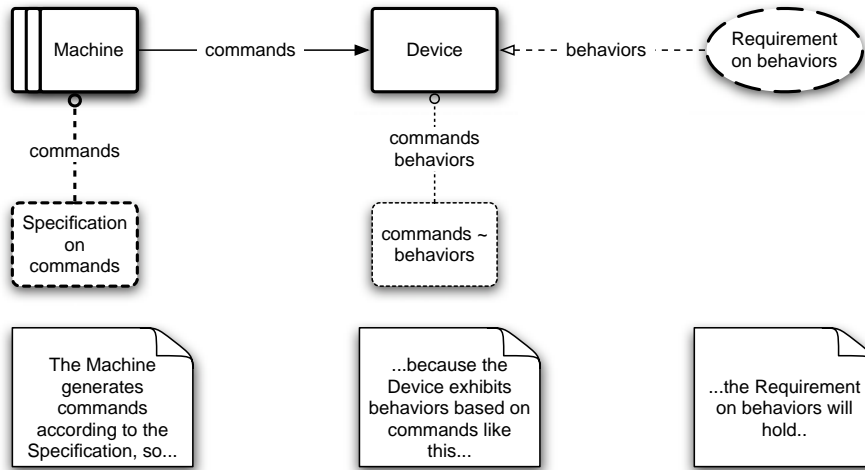 Machine
commands
Device
behaviors
Requirement
on behaviors
commands
commands
behaviors
Specification
on
commands
commands ~
behaviors
The Machine
generates
commands
according to the
Specification, so...
...because the
Device exhibits
behaviors based on
commands like
this...
...the Requirement
on behaviors will
hold..